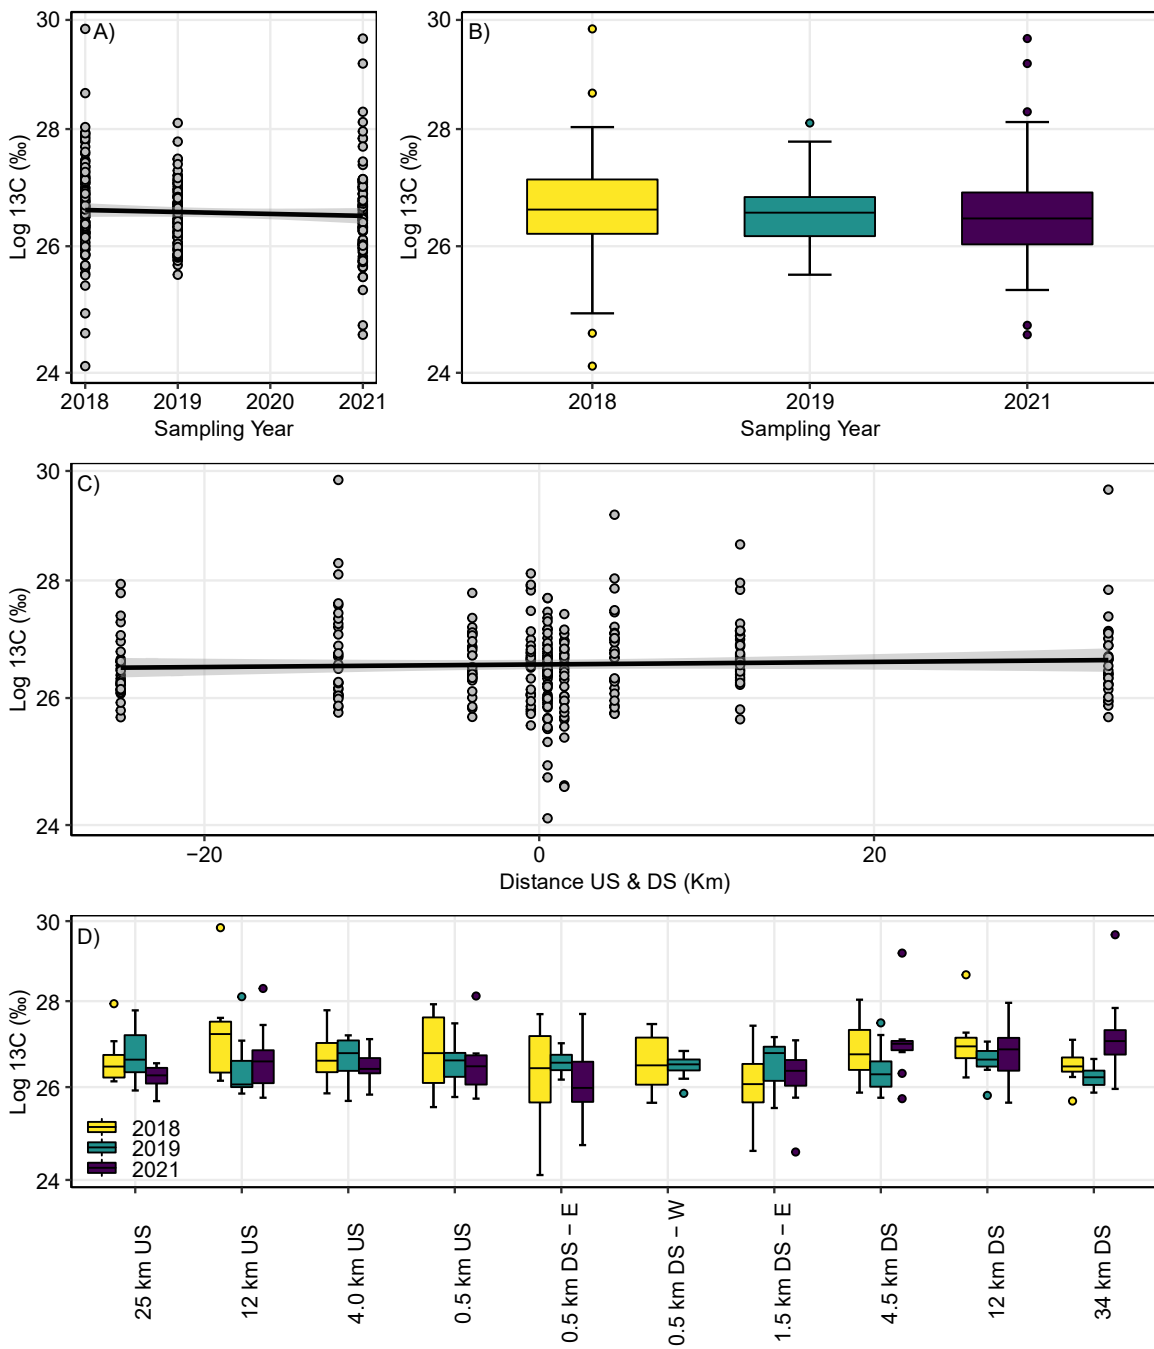 A)
30
28
26
24
Log 13C (‰)
2018 2019 2020 2021
Sampling Year
B)
30
28
26
24
Log 13C (‰)
2018 2019 2021
Sampling Year
C)
30
28
26
24
Log 13C (‰)
−20 0 20
Distance US & DS (Km)
D)
30
28
26
24
Log 13C (‰)
2018
2019
2021
25 km US
12 km US
4.0 km US
0.5 km US
0.5 km DS − E
0.5 km DS − W
1.5 km DS − E
4.5 km DS
12 km DS
34 km DS